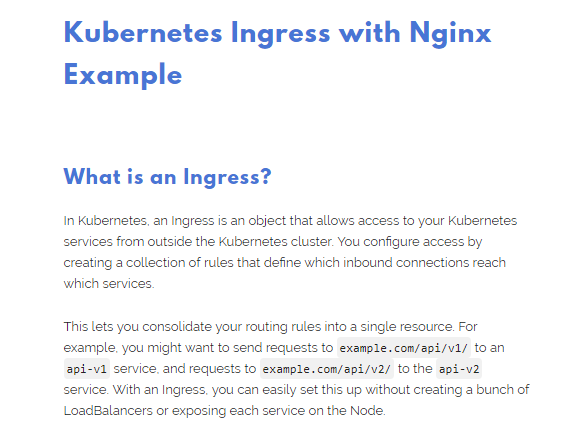 Kubernetes Ingress with Nginx
Example
What is an Ingress?
In Kubernetes, an Ingress is an object that allows access to your Kubernetes
services from outside the Kubernetes cluster. You configure access by
creating a collection of rules that define which inbound connections reach
which services.
This lets you consolidate your routing rules into a single resource. For
example, you might want to send requests to example.com/api/v1/ to an
api-v1 service, and requests to example.com/api/v2/ to the api-v2
service. With an Ingress, you can easily set this up without creating a bunch of
LoadBalancers or exposing each service on the Node.